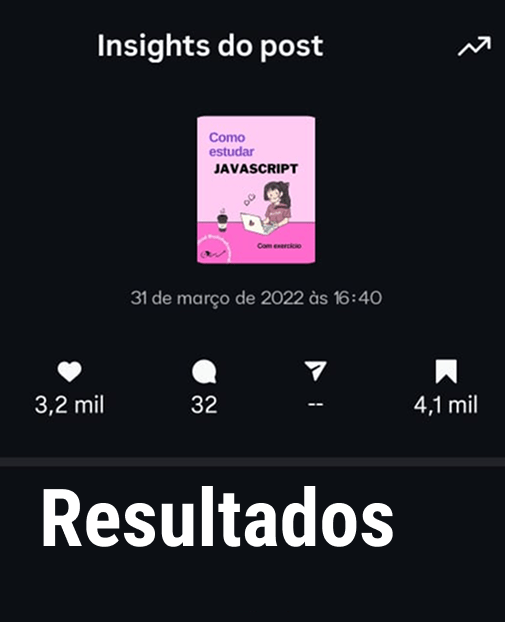 Insights do post
Como
estudar
JAVASCRIPT
Com exercício
31 de março de 2022 às 16:40
3,2 mil
32
--
4,1 mil
Resultados